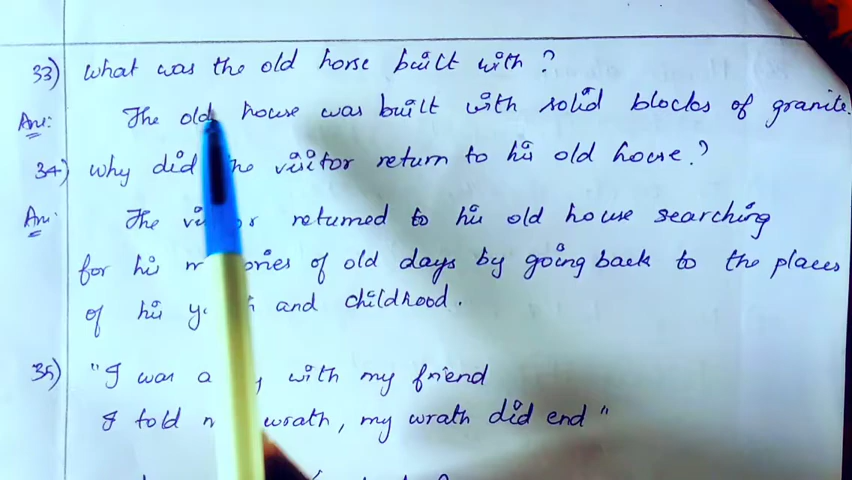 33) What was the old horse built with ?
Ans: The old house was built with solid blocks of granite.
34) why did the visitor return to his old house.?
Ans: The returned to his old house searching
for his of old days by going back to the places
of his and childhood.
35) "I was with my friend
I told wrath, my wrath did end"